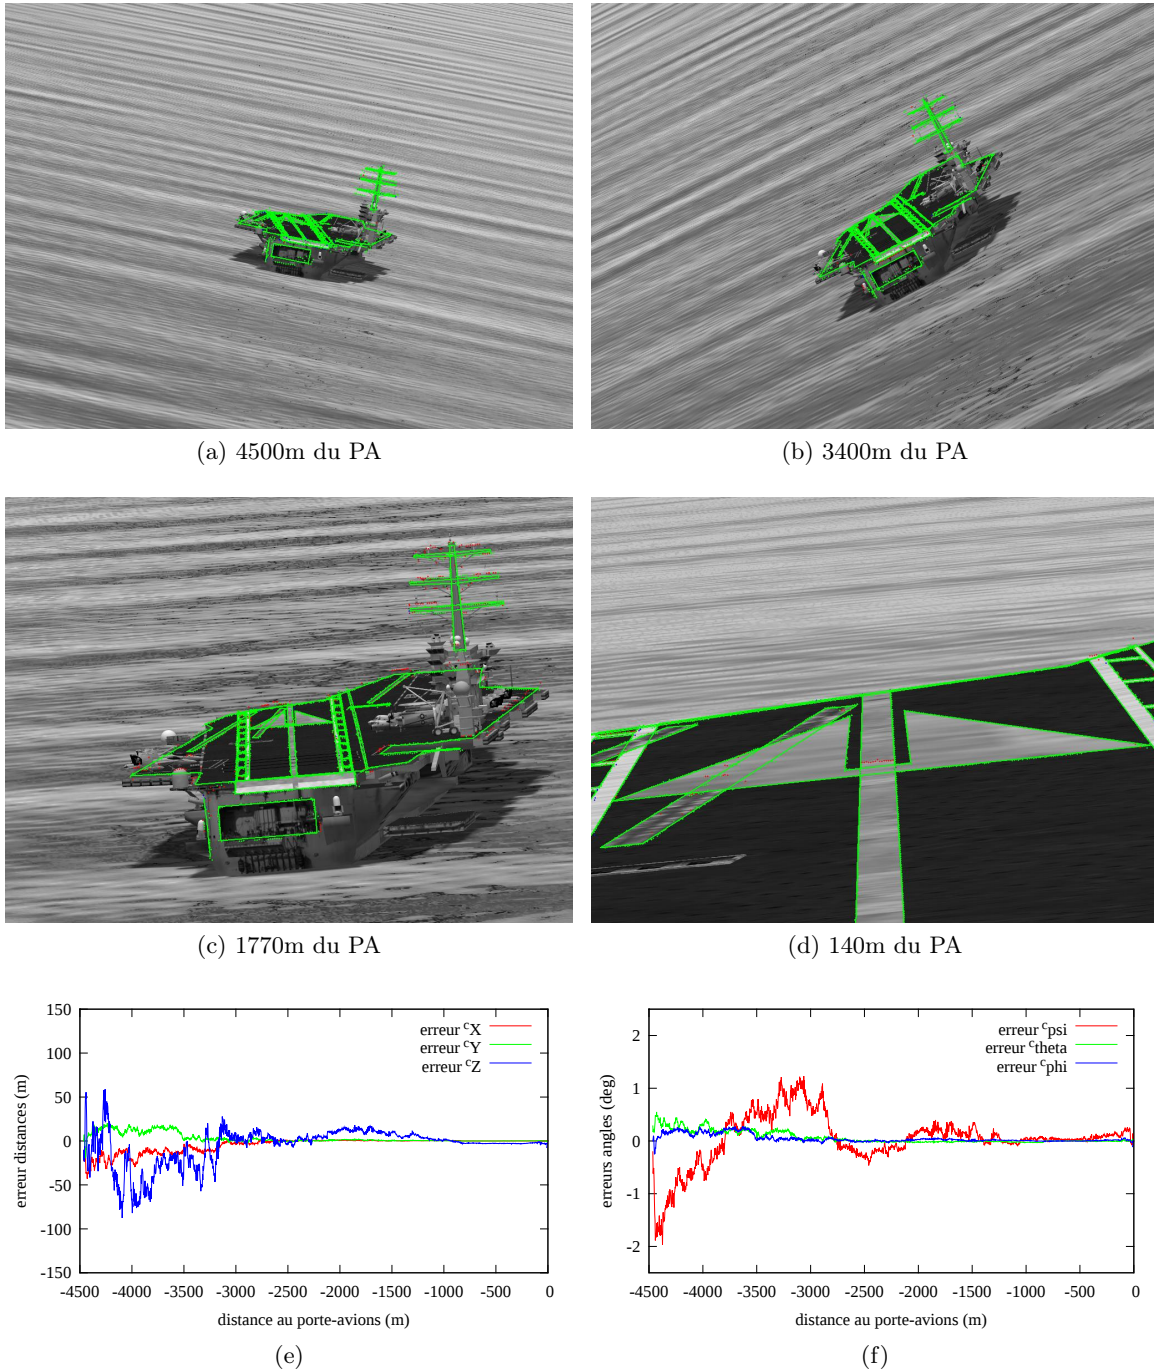 (a) 4500m du PA
(b) 3400m du PA
(c) 1770m du PA
(d) 140m du PA
150
100
50
0
-50
-100
-150
erreur distances (m)
erreur cX
erreur cY
erreur cZ
-4500 -4000 -3500 -3000 -2500 -2000 -1500 -1000 -500 0
distance au porte-avions (m)
(e)
2
1
0
-1
-2
erreurs angles (deg)
erreur cpsi
erreur ctheta
erreur cphi
-4500 -4000 -3500 -3000 -2500 -2000 -1500 -1000 -500 0
distance au porte-avions (m)
(f)